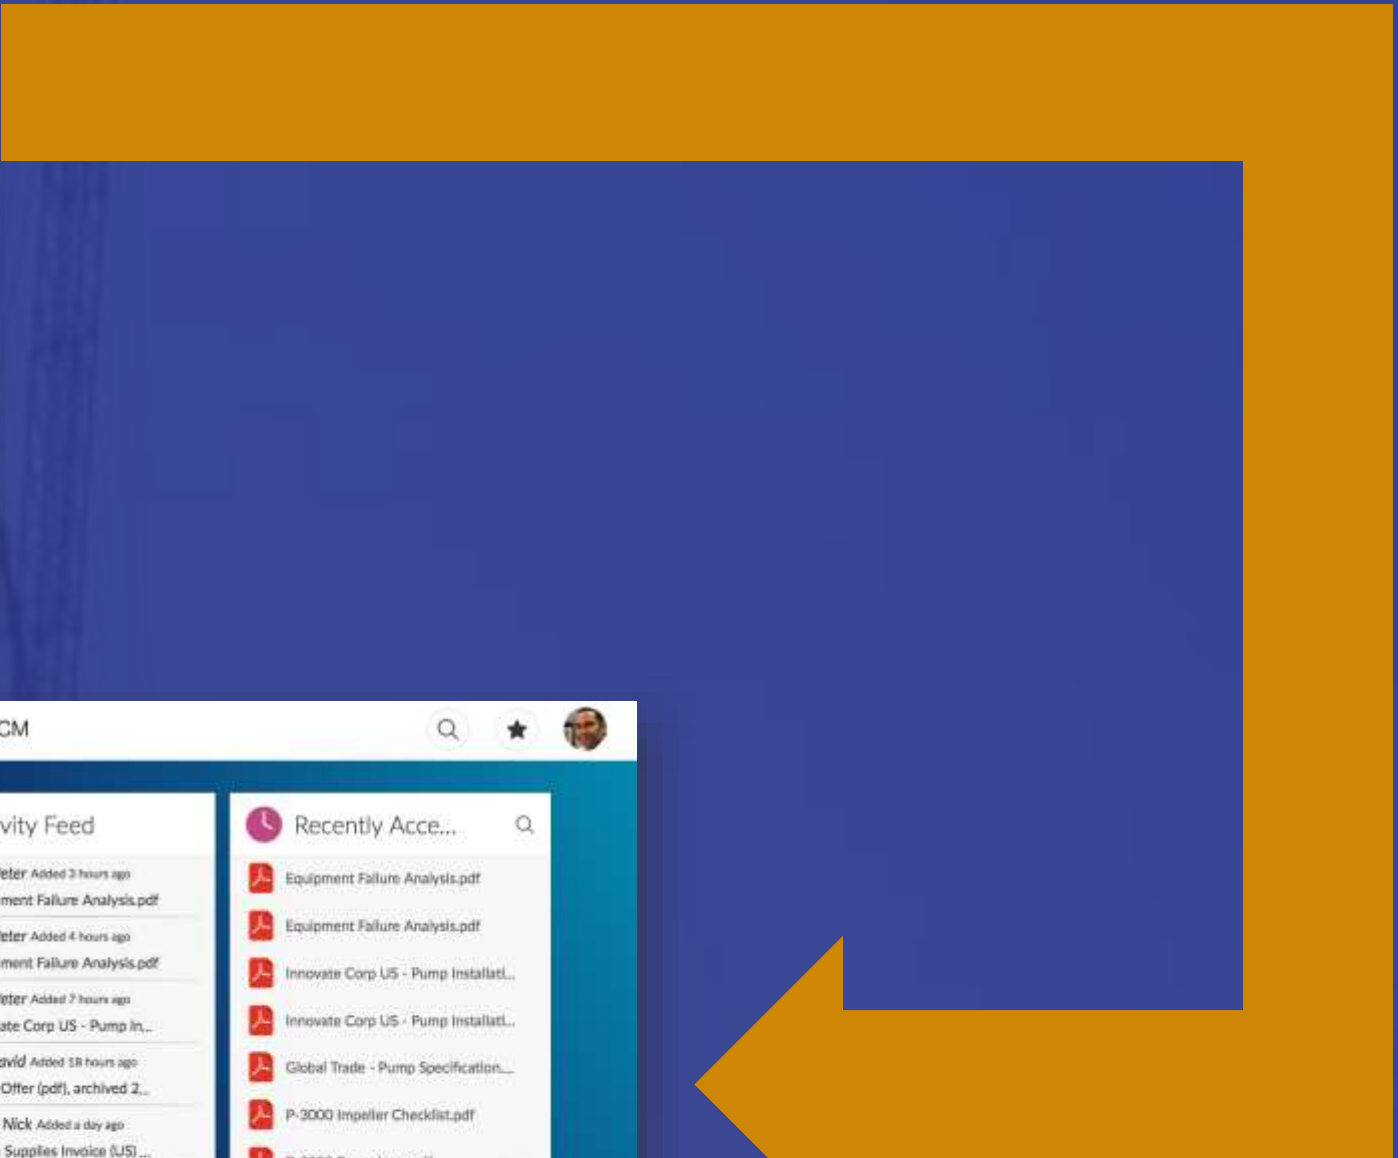 CM
vity Feed
eter Added 3 hours ago
ment Failure Analysis.pdf
eter Added 4 hours ago
ment Failure Analysis.pdf
eter Added 7 hours ago
ate Corp US - Pump In...
avid Added 18 hours ago
Offer (pdf), archived 2...
Nick Added a day ago
Supplies Invoice (US) ...
Recently Acce...
Equipment Failure Analysis.pdf
Equipment Failure Analysis.pdf
Innovate Corp US - Pump Installati...
Innovate Corp US - Pump Installati...
Global Trade - Pump Specification....
P-3000 Impeller Checklist.pdf